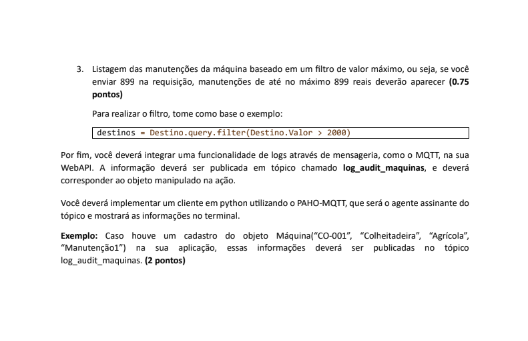 3. Listagem das manutenções da máquina baseado em um filtro de valor máximo, ou seja, se você
enviar 899 na requisição, manutenções de até no máximo 899 reais deverão aparecer (0.75
pontos)
Para realizar o filtro, tome como base o exemplo:
destinos = Destino.query.filter(Destino.Valor > 2000)
Por fim, você deverá integrar uma funcionalidade de logs através de mensageria, como o MQTT, na sua
WebAPI. A informação deverá ser publicada em tópico chamado log_audit_maquinas, e deverá
corresponder ao objeto manipulado na ação.
Você deverá implementar um cliente em python utilizando o PAHO-MQTT, que será o agente assinante do
tópico e mostrará as informações no terminal.
Exemplo: Caso houve um cadastro do objeto Máquina("CO-001", "Colheitadeira", "Agrícola",
"Manutenção1") na sua aplicação, essas informações deverá ser publicadas no tópico
log_audit_maquinas. (2 pontos)